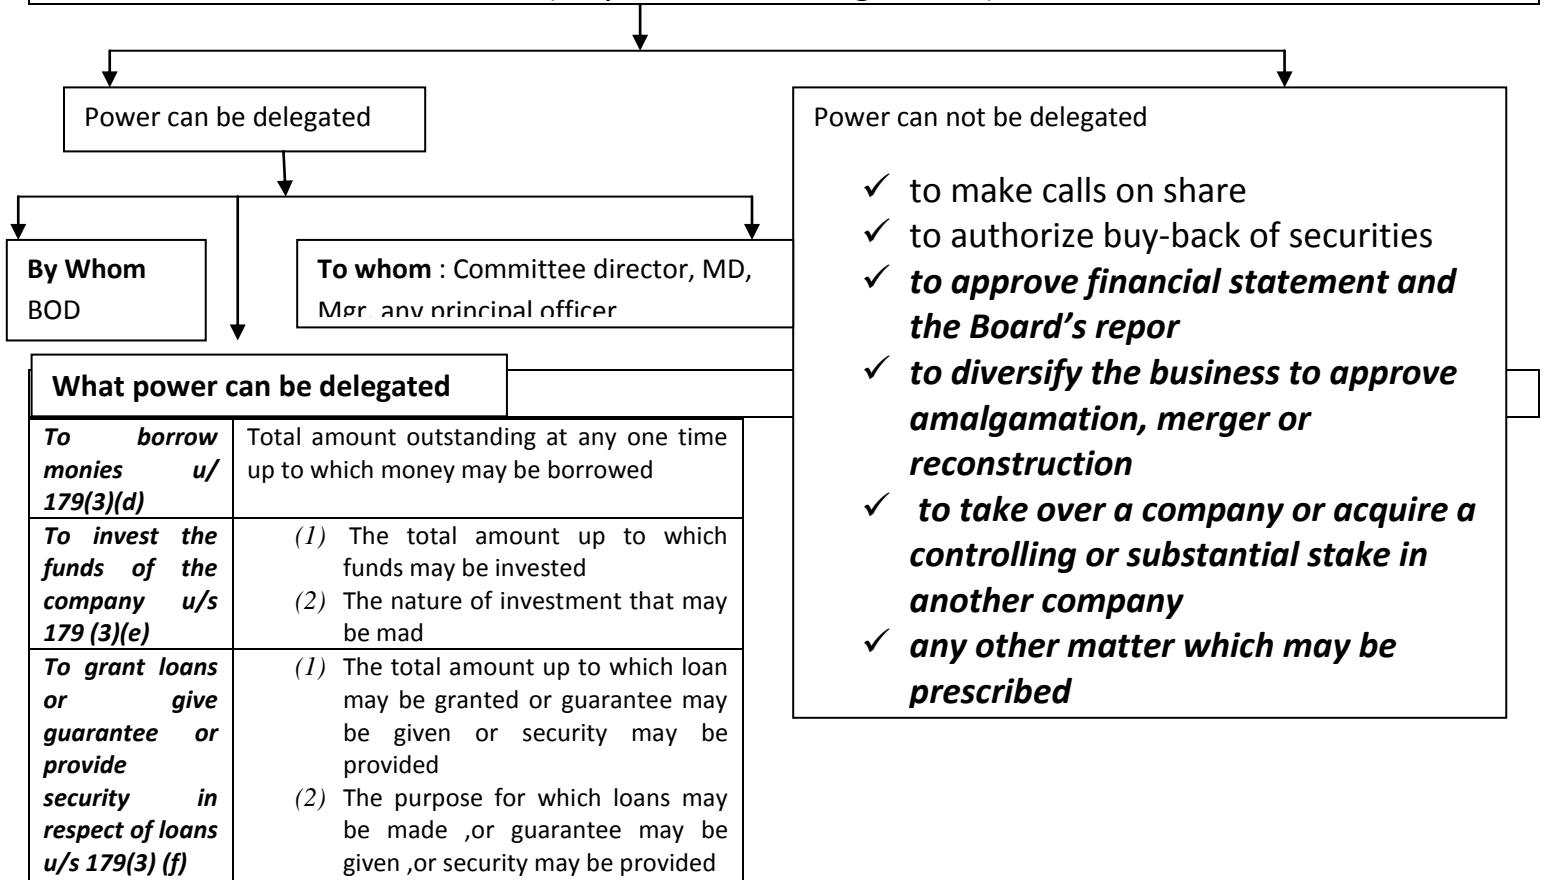 Power can be delegated
Power can not be delegated
✓ to make calls on share
✓ to authorize buy-back of securities
✓ to approve financial statement and
the Board’s repor
✓ to diversify the business to approve
amalgamation, merger or
reconstruction
✓ to take over a company or acquire a
controlling or substantial stake in
another company
✓ any other matter which may be
prescribed
By Whom
BOD
To whom : Committee director, MD,
Mgr, any principal officer
What power can be delegated
To borrow
monies u/
179(3)(d)
Total amount outstanding at any one time
up to which money may be borrowed
To invest the
funds of the
company u/s
179 (3)(e)
(1) The total amount up to which
funds may be invested
(2) The nature of investment that may
be mad
To grant loans
or give
guarantee or
provide
security in
respect of loans
u/s 179(3) (f)
(1) The total amount up to which loan
may be granted or guarantee may
be given or security may be
provided
(2) The purpose for which loans may
be made ,or guarantee may be
given ,or security may be provided